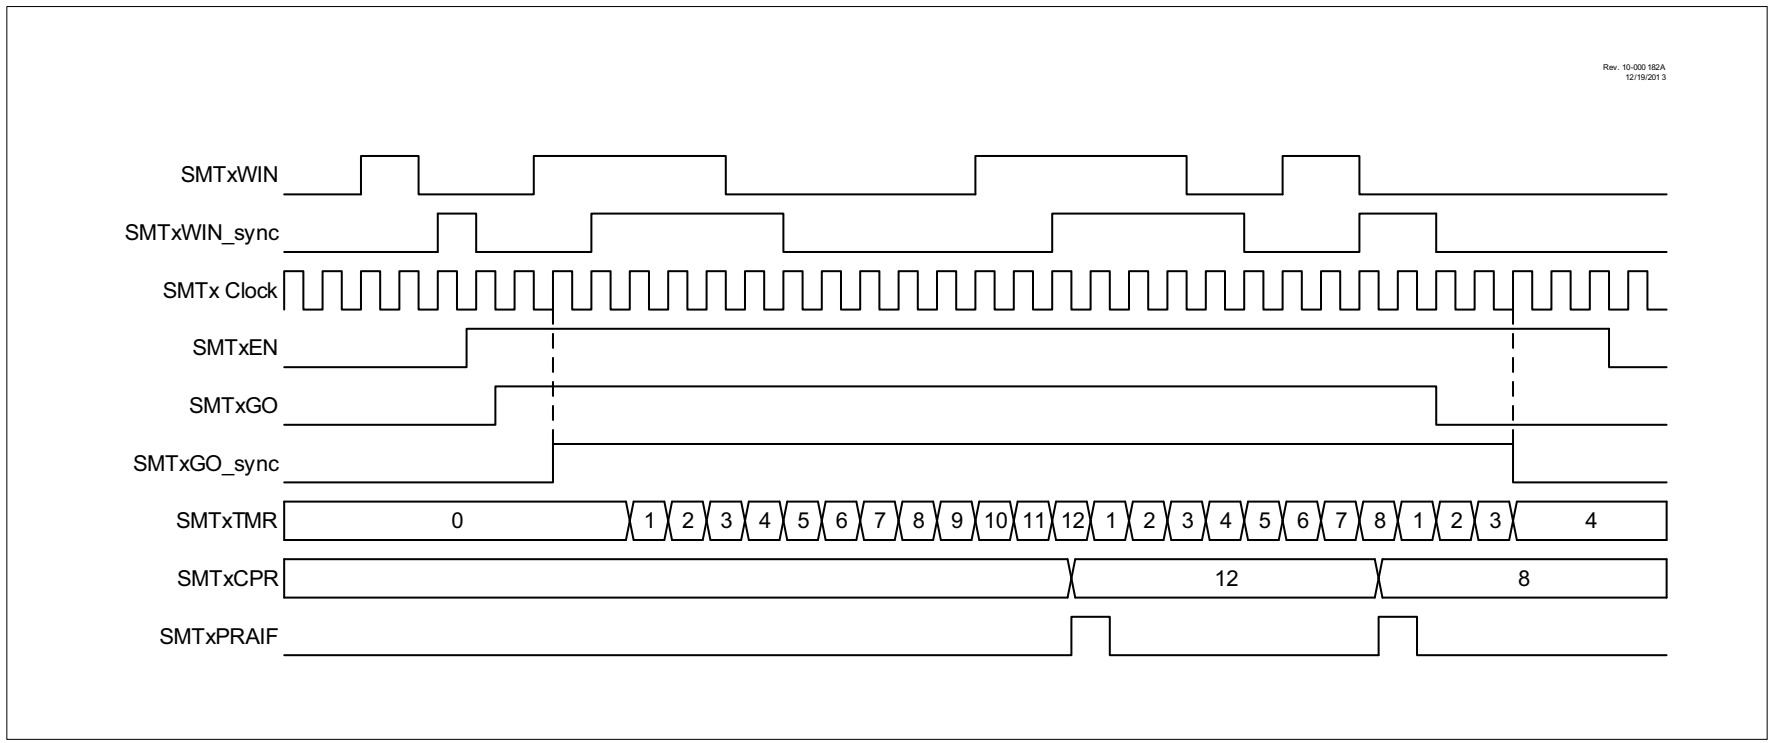 Rev. 10-000 182A
12/19/201 3
SMTxWIN
SMTxWIN_sync
SMTx Clock
SMTxEN
SMTxGO
SMTxGO_sync
SMTxTMR 0 1 2 3 4 5 6 7 8 9 10 11 12 1 2 3 4 5 6 7 8 1 2 3 4
SMTxCPR 12 8
SMTxPRAIF